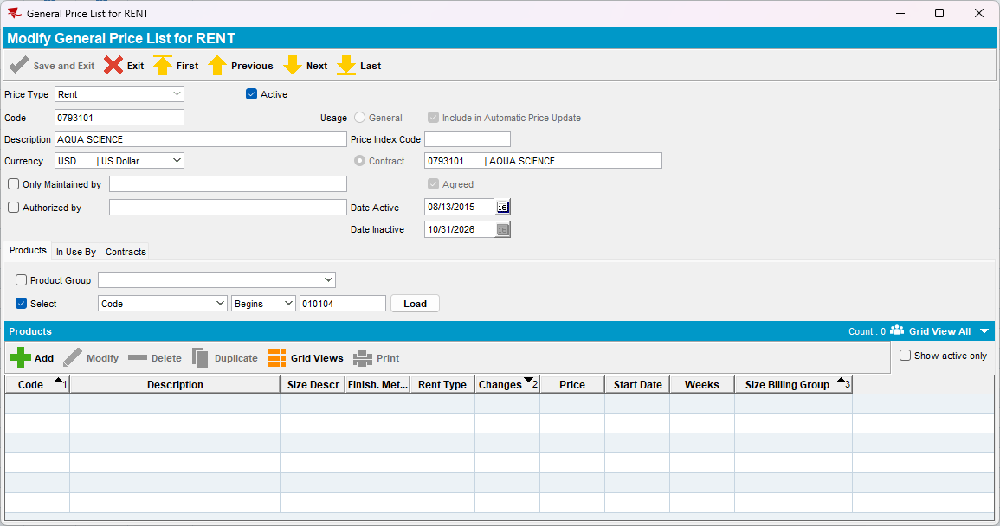 General Price List for RENT
Modify General Price List for RENT
Save and Exit Exit First Previous Next Last
Price Type Rent Active
Code 0793101 Usage General Include in Automatic Price Update
Description AQUA SCIENCE Price Index Code
Currency USD | US Dollar Contract 0793101 | AQUA SCIENCE
Only Maintained by Agreed
Authorized by Date Active 08/13/2015 16
Date Inactive 10/31/2026 16
Products In Use By Contracts
Product Group
Select Code Begins 010104 Load
Products Count : 0 Grid View All
Add Modify Delete Duplicate Grid Views Print Show active only
Code 1 Description Size Descr Finish. Met... Rent Type Changes 2 Price Start Date Weeks Size Billing Group 3